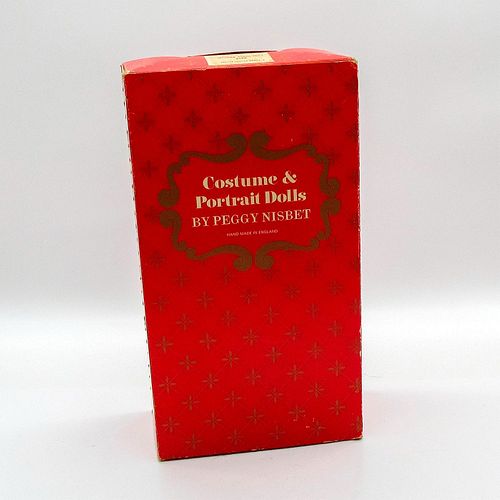 Costume &
Portrait Dolls
BY PEGGY NISBET
HAND MADE IN ENGLAND